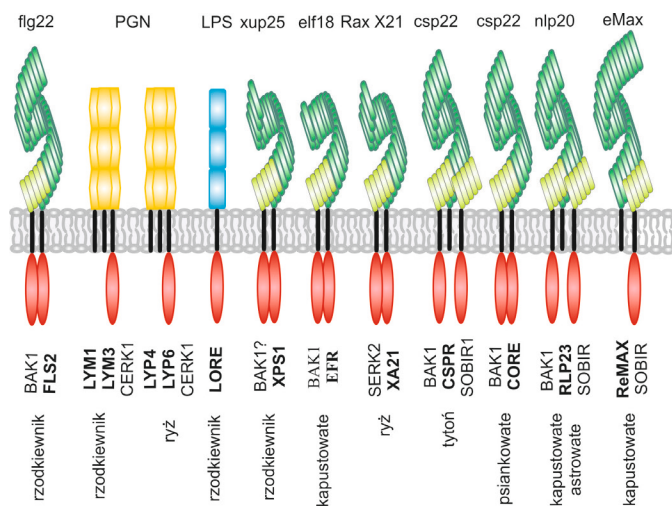 flg22 PGN LPS xup25 elf18 Rax X21 csp22 csp22 nlp20 eMax
BAK1
FLS2
LYM1
LYM3
CERK1
LYP4
LYP6
CERK1
LORE
BAK1?
XPS1
BAK1
EFR
SERK2
XA21
BAK1
CSPR
SOBIR1
BAK1
CORE
BAK1
RLP23
SOBIR
ReMAX
SOBIR
rzodkiewnik
rzodkiewnik
ryż
rzodkiewnik
rzodkiewnik
kapustowate
ryż
tytoń
psiankowate
kapustowate
astrowate
kapustowate